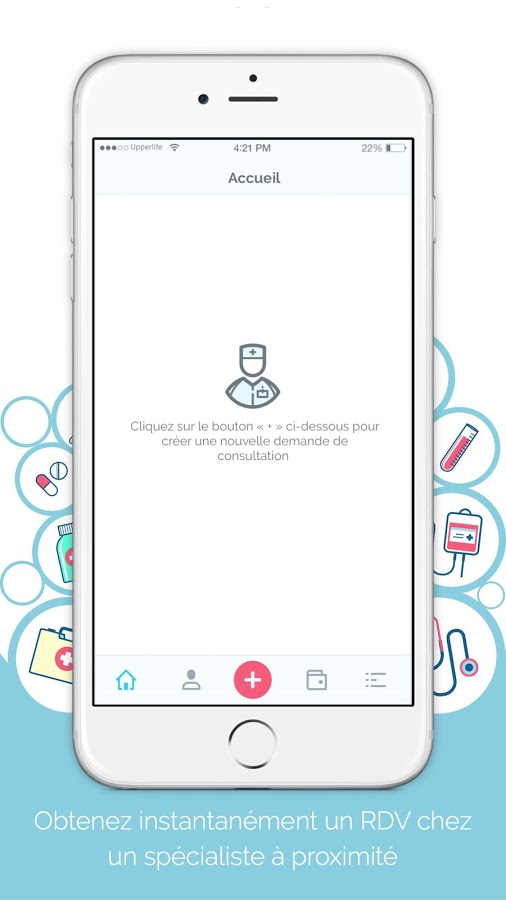 Upperlife
4:21 PM
22%
Accueil
Cliquez sur le bouton « + » ci-dessous pour
créer une nouvelle demande de
consultation
Obtenez instantanément un RDV chez
un spécialiste à proximité